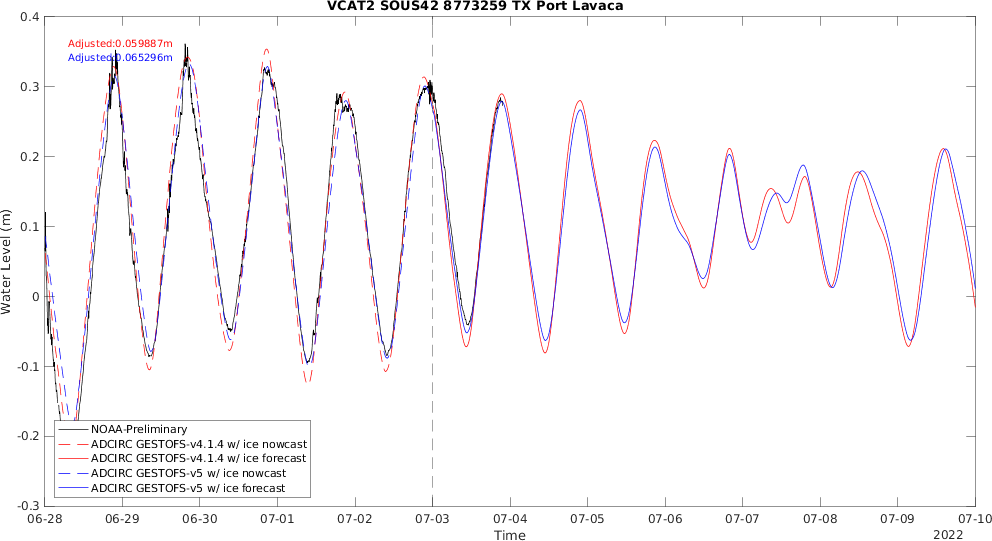 VCAT2 SOUS42 8773259 TX Port Lavaca
0.4
0.3
0.2
0.1
0
-0.1
-0.2
-0.3
Water Level (m)
Adjusted:0.059887m
Adjusted:0.065296m
NOAA-Preliminary
ADCIRC GESTOFS-v4.1.4 w/ ice nowcast
ADCIRC GESTOFS-v4.1.4 w/ ice forecast
ADCIRC GESTOFS-v5 w/ ice nowcast
ADCIRC GESTOFS-v5 w/ ice forecast
06-28 06-29 06-30 07-01 07-02 07-03 07-04 07-05 07-06 07-07 07-08 07-09 07-10
Time
2022